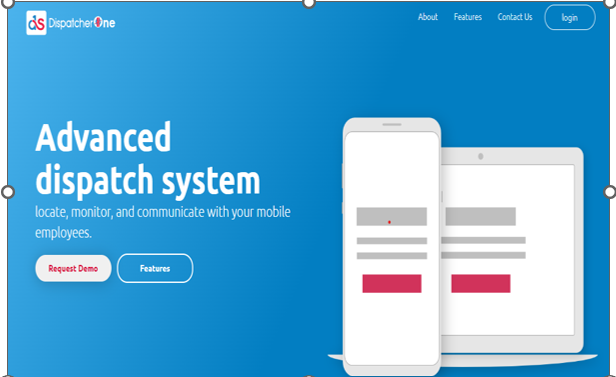 dS DispatcherOne
About Features Contact Us login
Advanced
dispatch system
locate, monitor, and communicate with your mobile
employees.
Request Demo Features